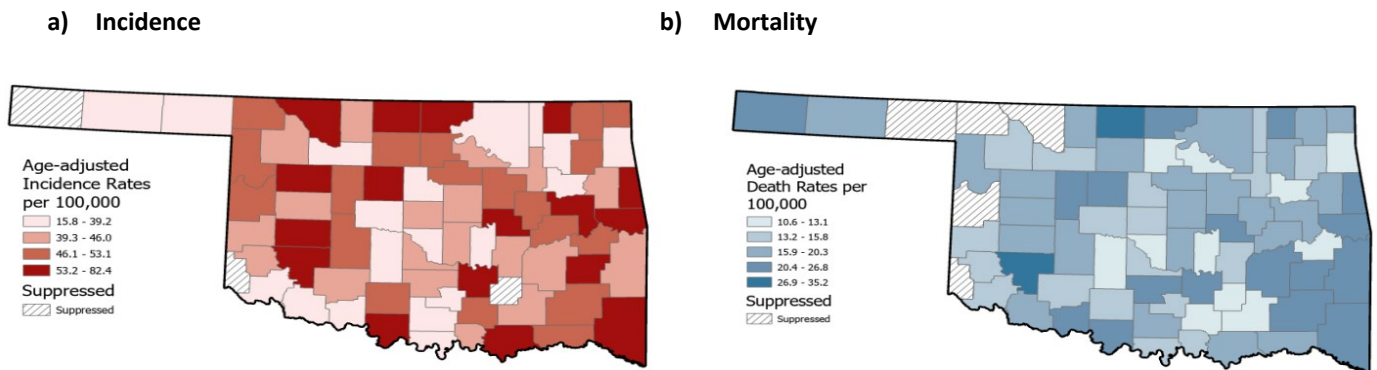 a) Incidence
Age-adjusted
Incidence Rates
per 100,000
15.8 - 39.2
39.3 - 46.0
46.1 - 53.1
53.2 - 82.4
Suppressed
Suppressed
b) Mortality
Age-adjusted
Death Rates per
100,000
10.6 - 13.1
13.2 - 15.8
15.9 - 20.3
20.4 - 26.8
26.9 - 35.2
Suppressed
Suppressed